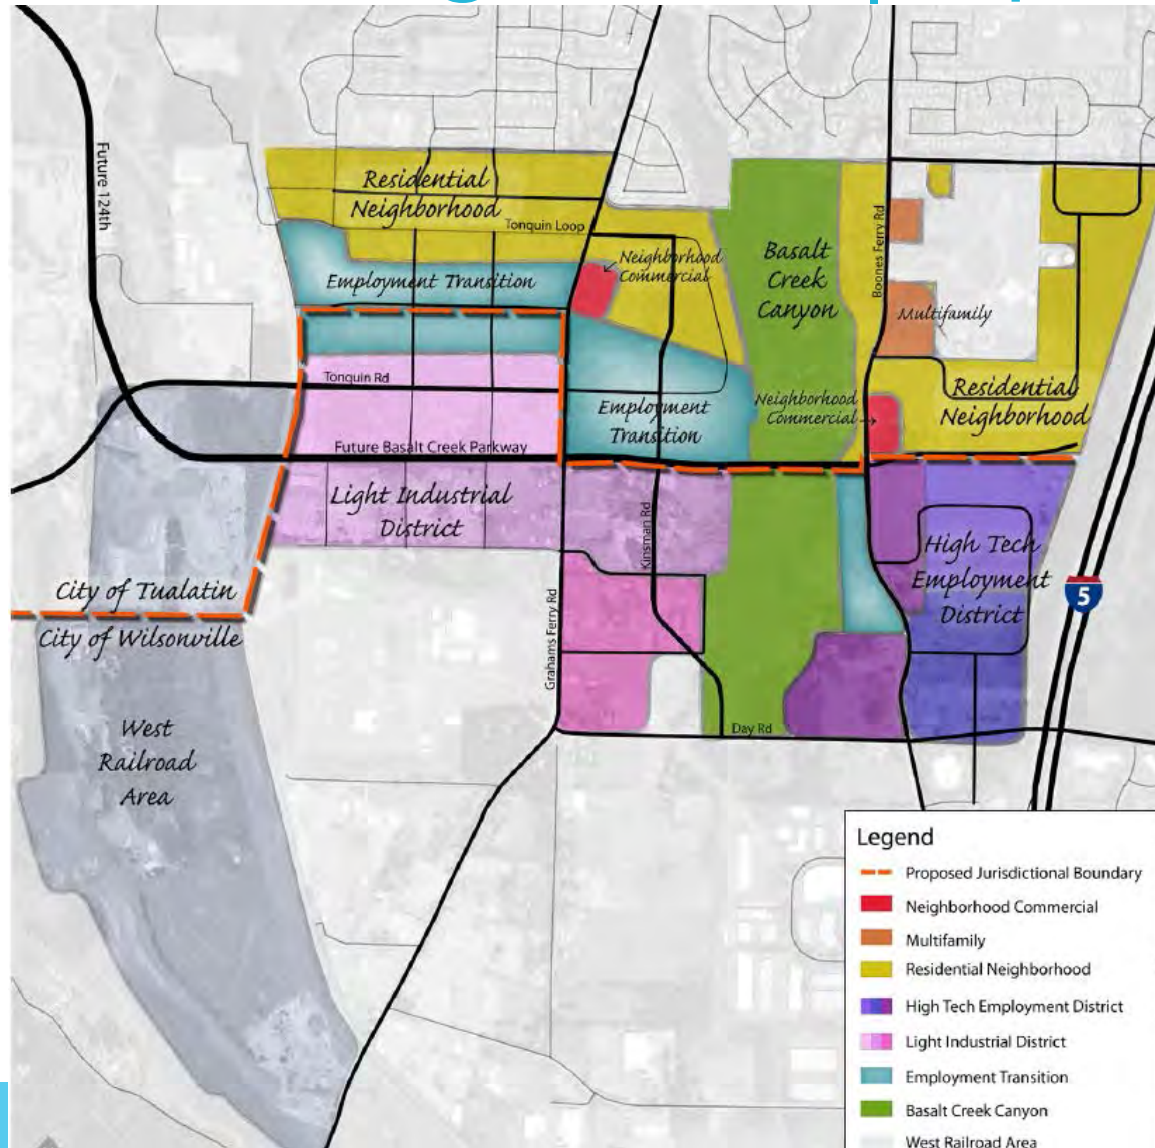 Future 124th
Residential
Neighborhood
Tonquin Loop
Neighborhood
Commercial
Employment Transition
Basalt
Creek
Canyon
Boones Ferry Rd
Multifamily
Tonquin Rd
Employment
Transition
Neighborhood
Commercial
Residential
Neighborhood
Future Basalt Creek Parkway
Light Industrial
District
Kinsman Rd
High Tech
Employment
District
5
City of Tualatin
City of Wilsonville
Grahams Ferry Rd
West
Railroad
Area
Day Rd
Legend
Proposed Jurisdictional Boundary
Neighborhood Commercial
Multifamily
Residential Neighborhood
High Tech Employment District
Light Industrial District
Employment Transition
Basalt Creek Canyon
West Railroad Area